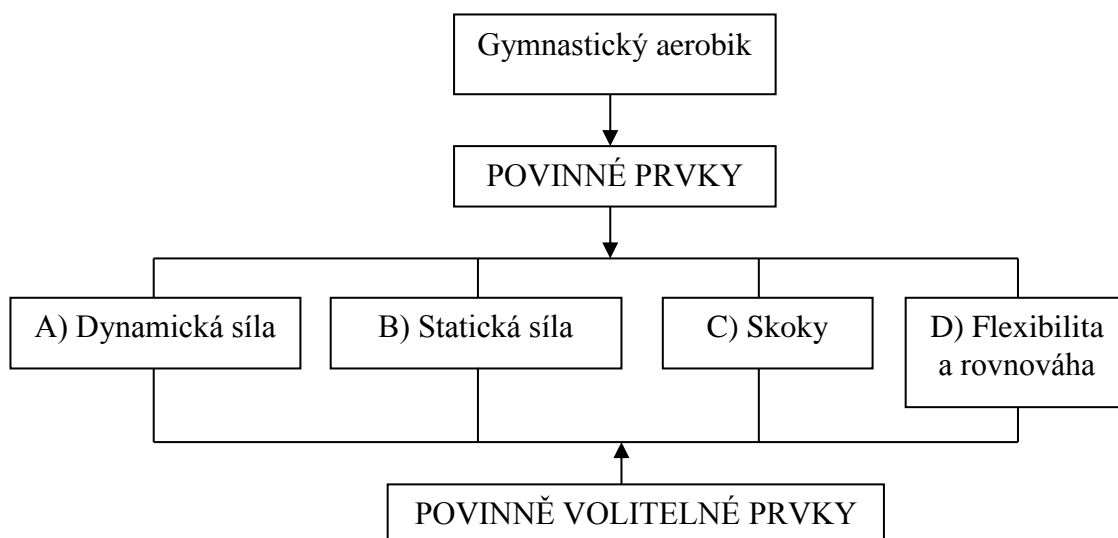 Gymnastický aerobik
POVINNÉ PRVKY
A) Dynamická síla
B) Statická síla
C) Skoky
D) Flexibilita
a rovnováha
POVINNĚ VOLITELNÉ PRVKY